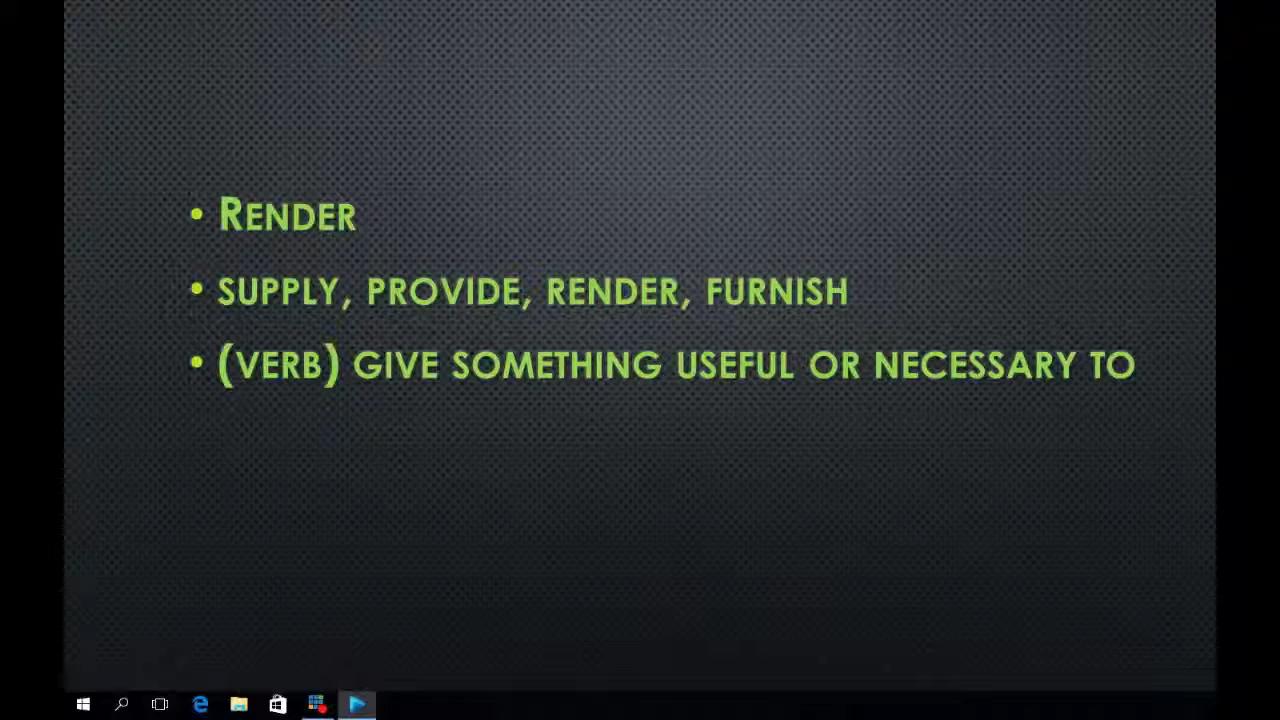 • Render
• supply, provide, render, furnish
• (verb) give something useful or necessary to